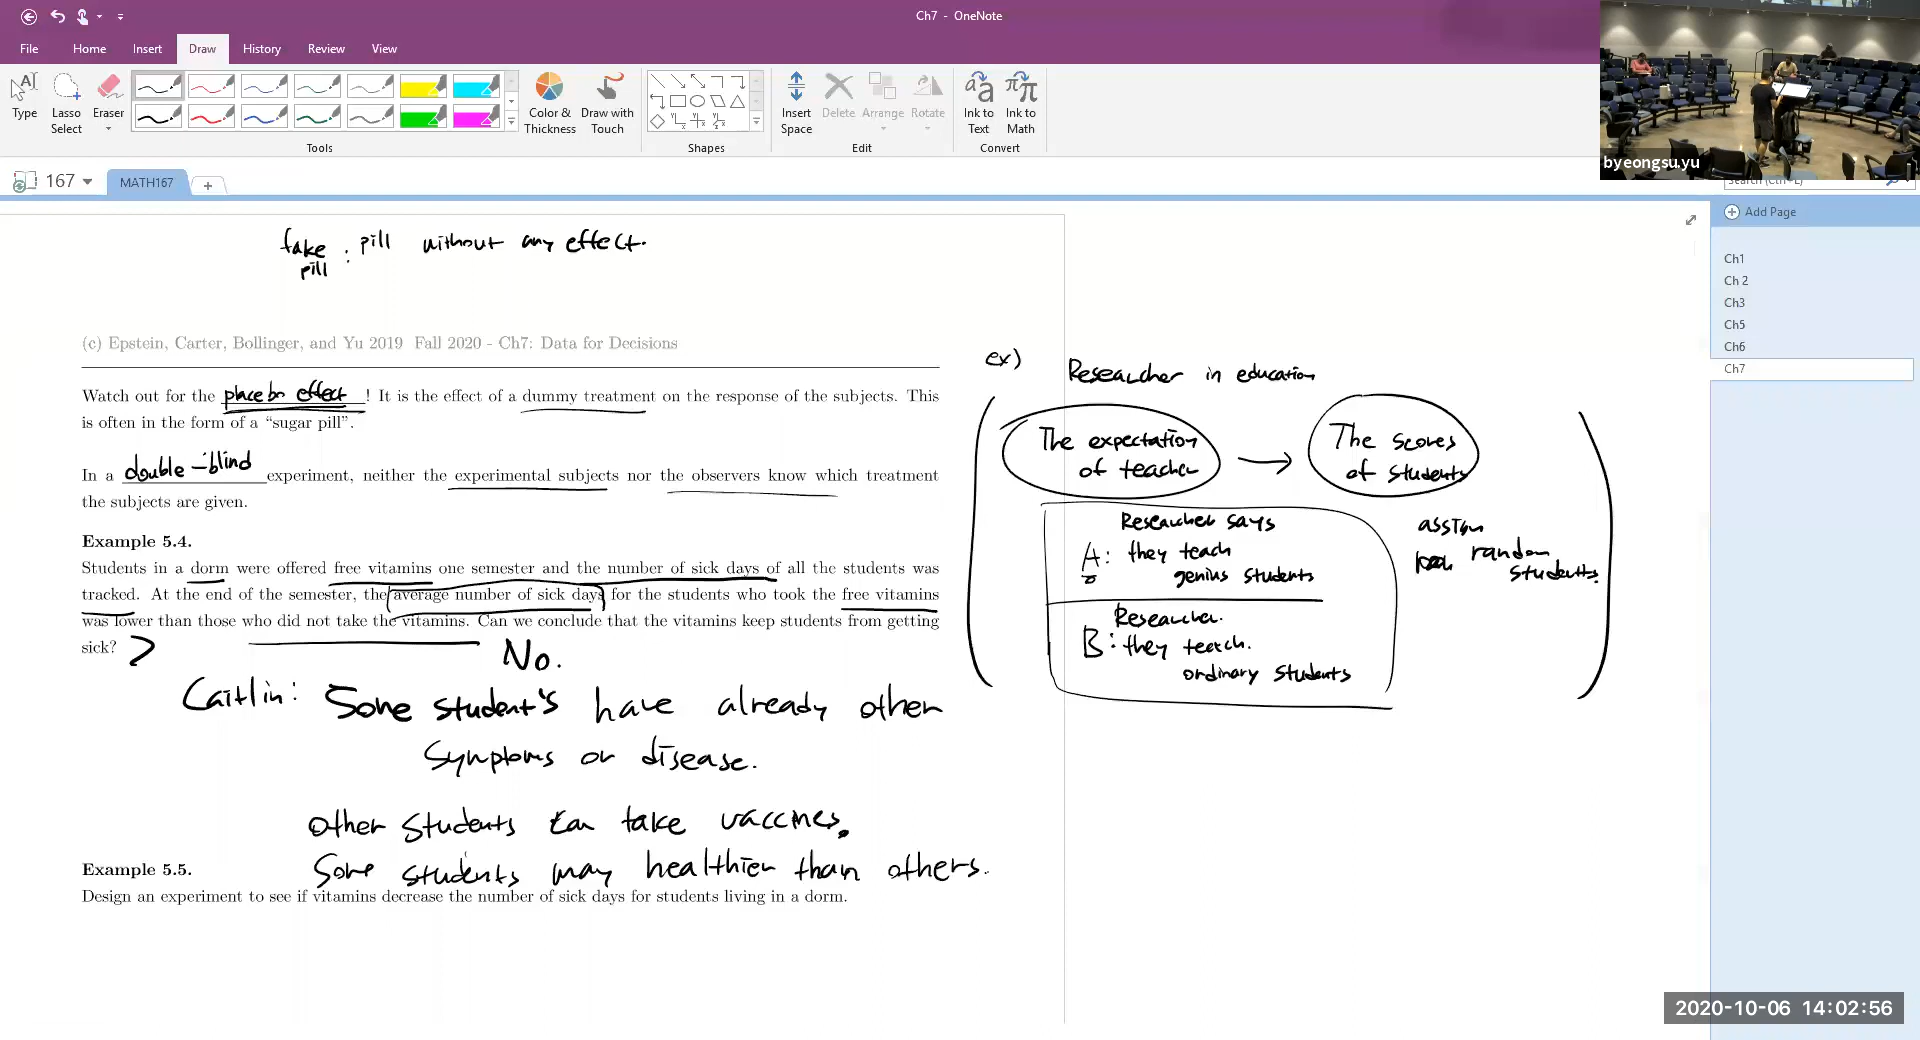 Ch7 - OneNote
File Home Insert Draw History Review View
Type
Lasso Select
Eraser
Color & Thickness
Draw with Touch
Insert Space
Delete
Arrange
Rotate
Ink to Text
Ink to Math
Tools
Shapes
Edit
Convert
byeongsu.yu
167
MATH167
Search (Ctrl+E)
Add Page
Ch1
Ch 2
Ch3
Ch5
Ch6
Ch7
fake pill : pill without any effect.
(c) Epstein, Carter, Bollinger, and Yu 2019 Fall 2020 - Ch7: Data for Decisions
Watch out for the placebo effect! It is the effect of a dummy treatment on the response of the subjects. This
is often in the form of a “sugar pill”.
In a double-blind experiment, neither the experimental subjects nor the observers know which treatment
the subjects are given.
Example 5.4.
Students in a dorm were offered free vitamins one semester and the number of sick days of all the students was
tracked. At the end of the semester, the average number of sick days for the students who took the free vitamins
was lower than those who did not take the vitamins. Can we conclude that the vitamins keep students from getting
sick?
No.
Caitlin: Some student's have already other
symptoms or disease.
other students can take vaccines.
Some students may healthier than others.
Example 5.5.
Design an experiment to see if vitamins decrease the number of sick days for students living in a dorm.
ex) Researcher in education
The expectation
of teacher
The scores
of students
Researcher says
A: they teach
genius students
Researcher.
B: they teach.
ordinary students
assign
random
students.
2020-10-06 14:02:56